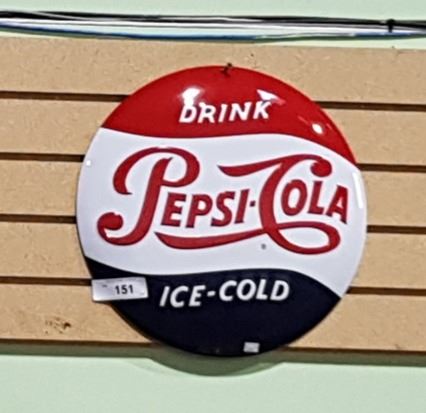 DRINK
PEPSI-COLA
151
ICE-COLD